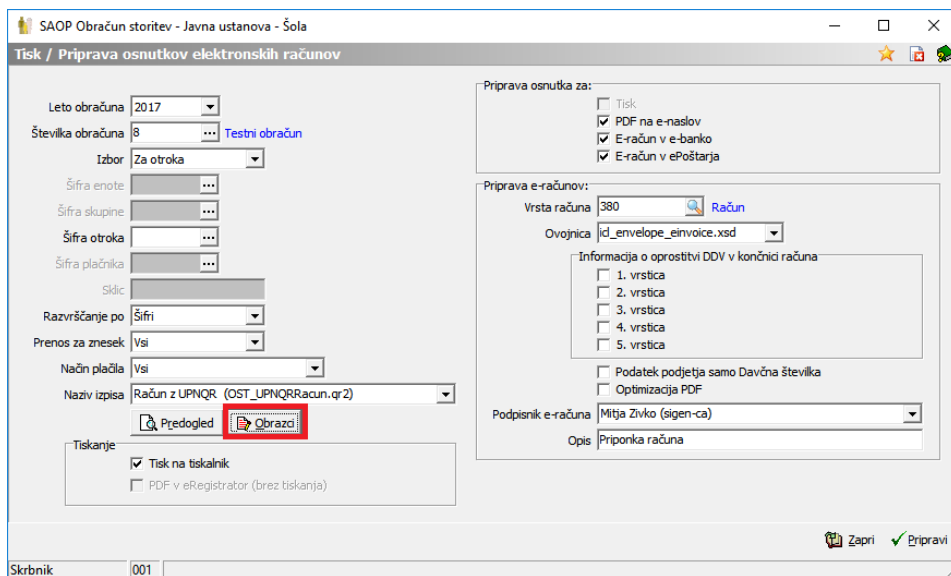 SAOP Obračun storitev - Javna ustanova - Šola
Tisk / Priprava osnutkov elektronskih računov
Leto obračuna 2017
Številka obračuna 8 ... Testni obračun
Izbor Za otroka
Šifra enote ...
Šifra skupine ...
Šifra otroka ...
Šifra plačnika ...
Sklic
Razvrščanje po Šifri
Prenos za znesek Vsi
Način plačila Vsi
Naziv izpisa Račun z UPNQR (OST_UPNQRRacun.qr2)
Predogled Obrazci
Tiskanje
Tisk na tiskalnik
PDF v eRegistrator (brez tiskanja)
Priprava osnutka za:
Tisk
PDF na e-naslov
E-račun v e-banko
E-račun v ePoštarja
Priprava e-računov:
Vrsta računa 380 Račun
Ovojnica icl_envelope_einvoice.xsd
Informacija o oprostitvi DDV v končnici računa
1. vrstica
2. vrstica
3. vrstica
4. vrstica
5. vrstica
Podatek podjetja samo Davčna številka
Optimizacija PDF
Podpisnik e-računa Mitja Zivko (sigen-ca)
Opis Priponka računa
Zapri Pripravi
Skrbnik 001